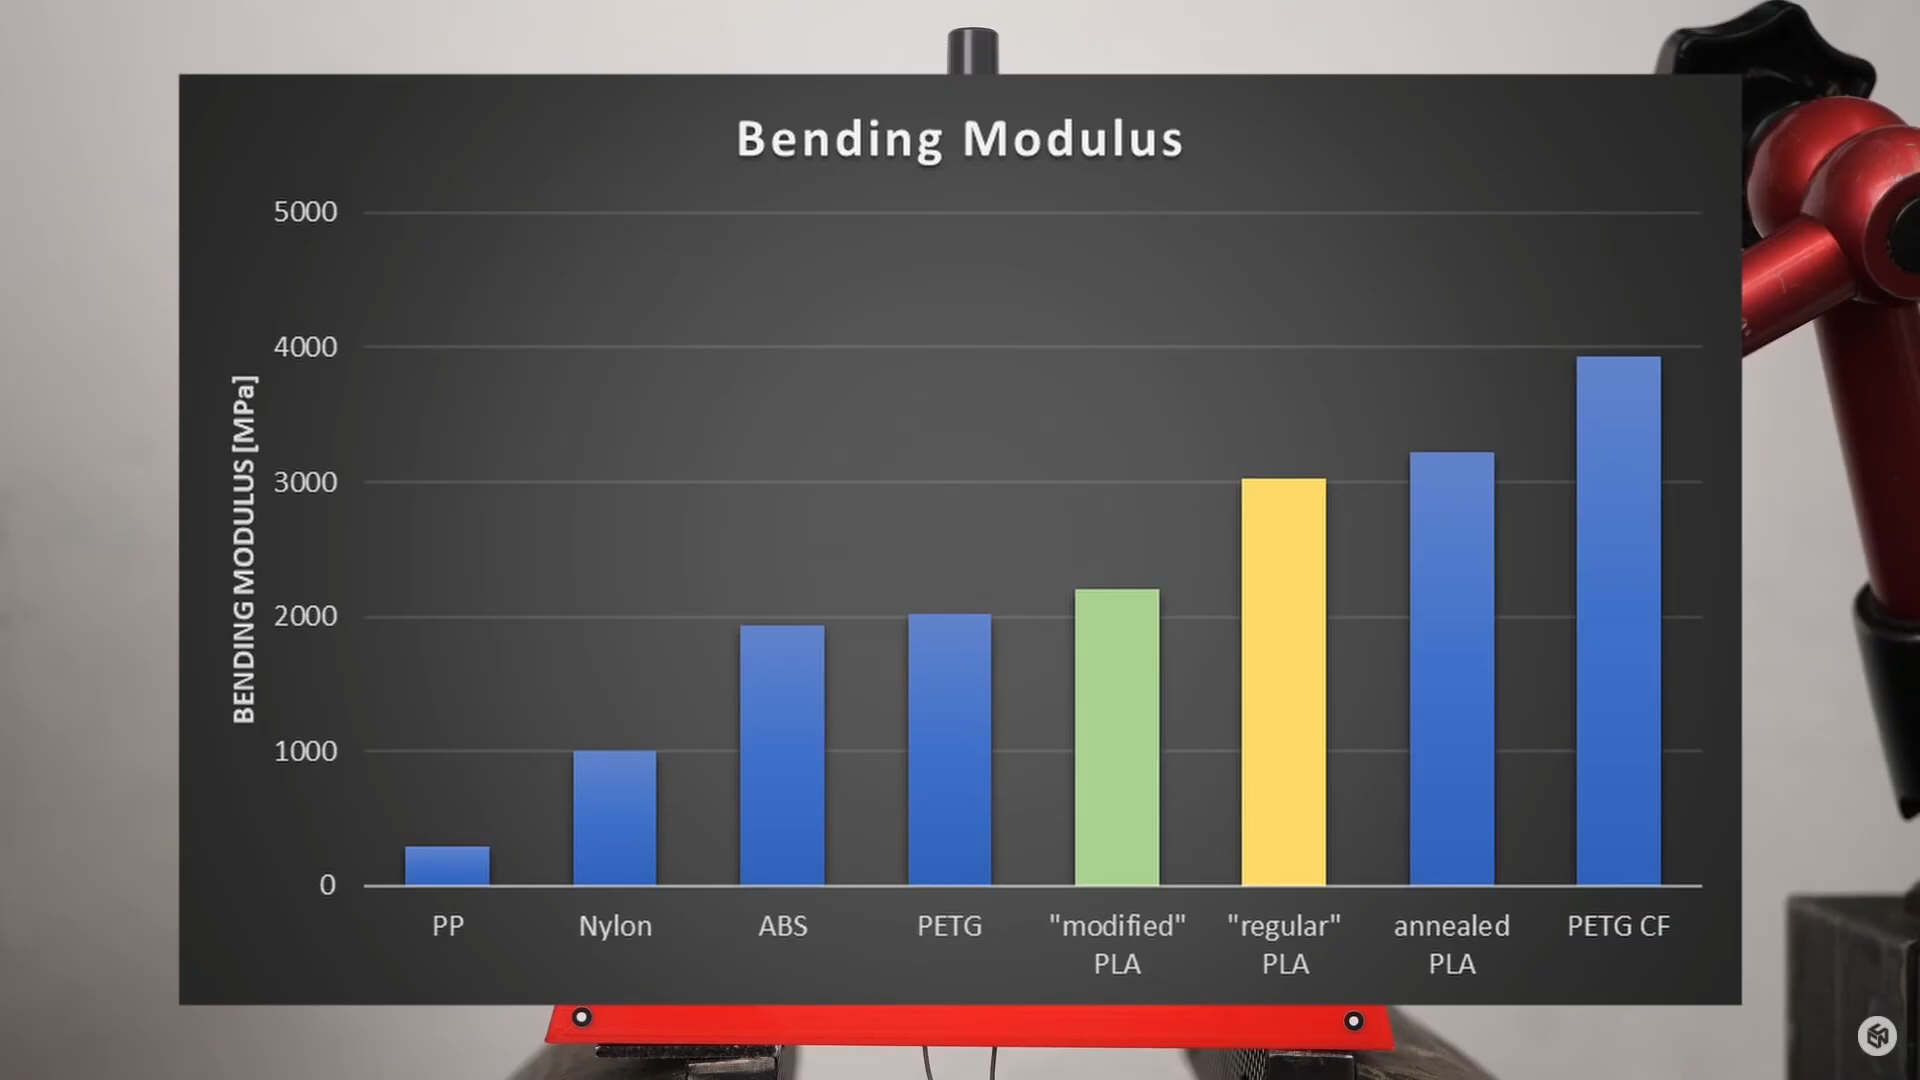 Bending Modulus
5000
4000
3000
2000
1000
0
BENDING MODULUS [MPa]
PP
Nylon
ABS
PETG
"modified"
PLA
"regular"
PLA
annealed
PLA
PETG CF